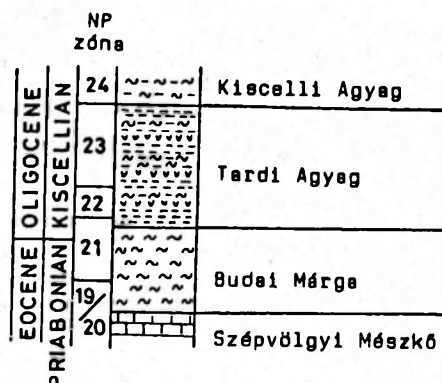 NP
zóna
EOCENE OLIGOCENE
PRIABONIAN KISCELLIAN
24
23
22
21
19/
20
Kiscelli Agyag
Tardi Agyag
Budai Márga
Szépvölgyi Mészkő